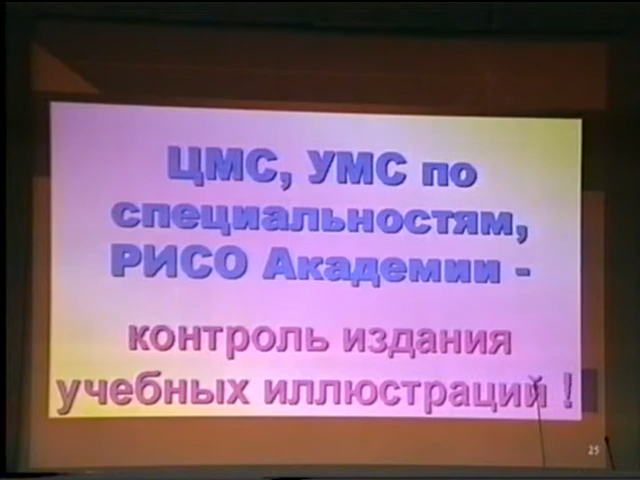 ЦМС, УМС по
специальностям,
РИСО Академии -
контроль издания
учебных иллюстраций !
25